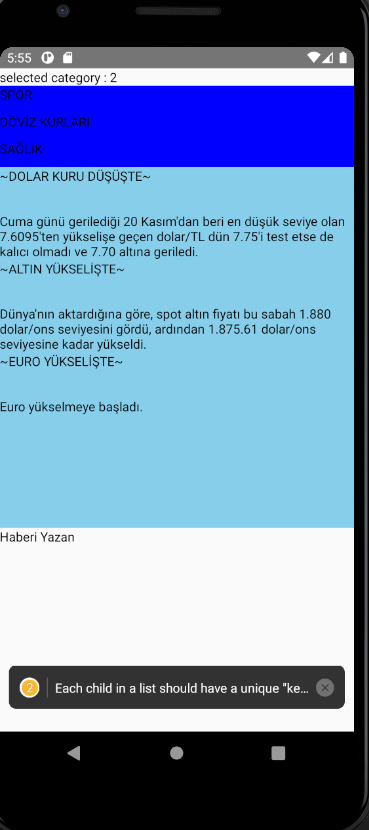 5:55
selected category : 2
SPOR
DÖVİZ KURLARI
SAĞLIK
~DOLAR KURU DÜŞÜŞTE~
Cuma günü gerilediği 20 Kasım'dan beri en düşük seviye olan
7.6095'ten yükselişe geçen dolar/TL dün 7.75'i test etse de
kalıcı olmadı ve 7.70 altına geriledi.
~ALTIN YÜKSELİŞTE~
Dünya'nın aktardığına göre, spot altın fiyatı bu sabah 1.880
dolar/ons seviyesini gördü, ardından 1.875.61 dolar/ons
seviyesine kadar yükseldi.
~EURO YÜKSELİŞTE~
Euro yükselmeye başladı.
Haberi Yazan
2 Each child in a list should have a unique "ke...